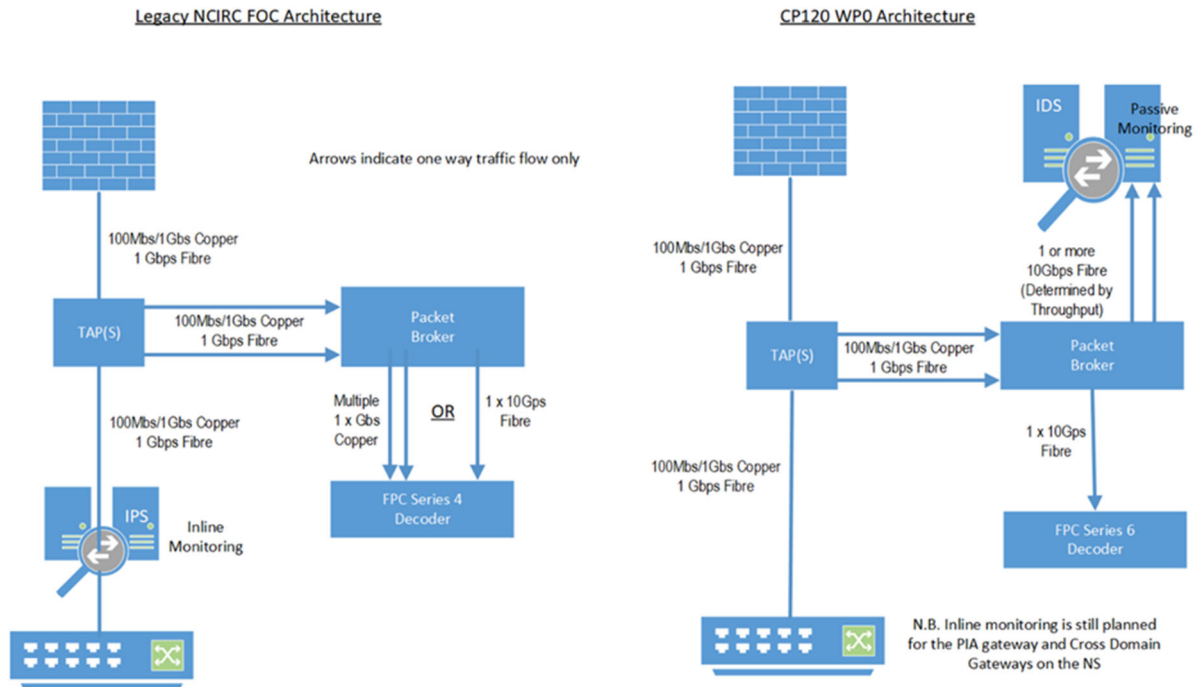 Legacy NCIRC FOC Architecture
Arrows indicate one way traffic flow only
100Mbs/1Gbs Copper
1 Gbps Fibre
TAP(S)
100Mbs/1Gbs Copper
1 Gbps Fibre
Packet
Broker
100Mbs/1Gbs Copper
1 Gbps Fibre
Multiple
1 x Gbs
Copper
OR
1 x 10Gps
Fibre
FPC Series 4
Decoder
IPS
Inline
Monitoring
CP120 WP0 Architecture
IDS
Passive
Monitoring
100Mbs/1Gbs Copper
1 Gbps Fibre
1 or more
10Gbps Fibre
(Determined by
Throughput)
TAP(S)
100Mbs/1Gbs Copper
1 Gbps Fibre
Packet
Broker
100Mbs/1Gbs Copper
1 Gbps Fibre
1 x 10Gps
Fibre
FPC Series 6
Decoder
N.B. Inline monitoring is still planned
for the PIA gateway and Cross Domain
Gateways on the NS